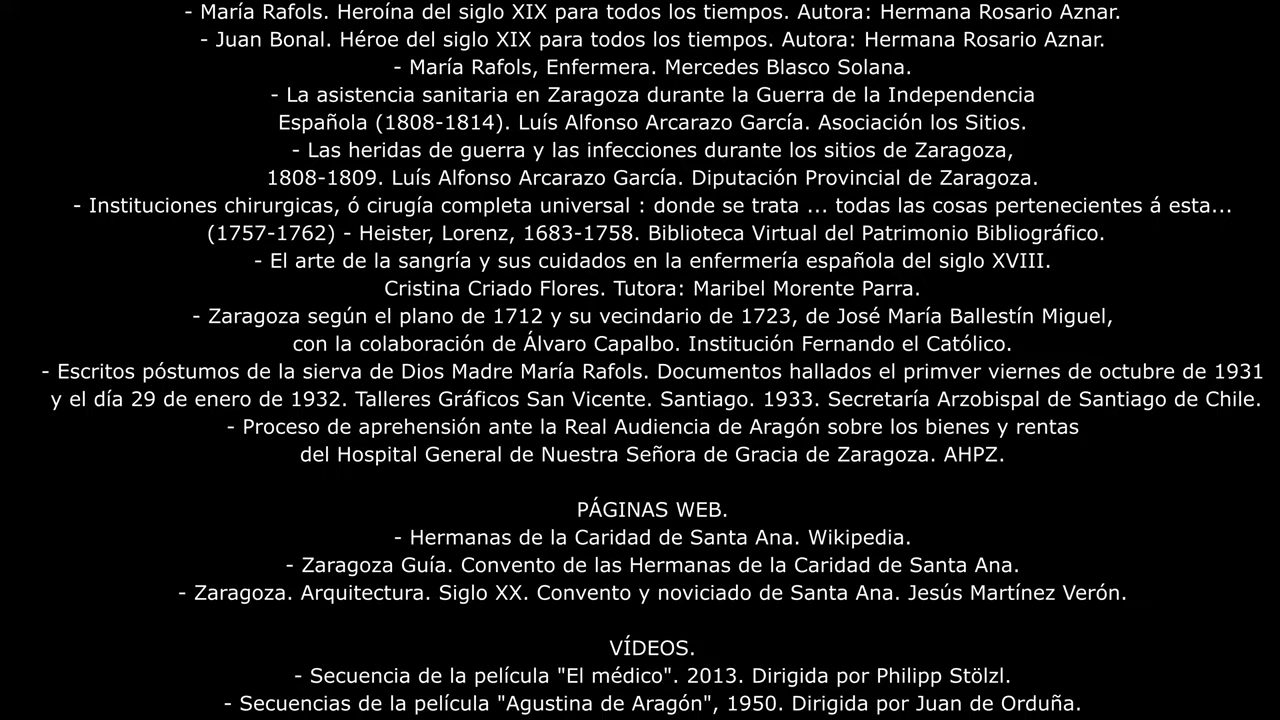 - María Rafols. Heroína del siglo XIX para todos los tiempos. Autora: Hermana Rosario Aznar.
- Juan Bonal. Héroe del siglo XIX para todos los tiempos. Autora: Hermana Rosario Aznar.
- María Rafols, Enfermera. Mercedes Blasco Solana.
- La asistencia sanitaria en Zaragoza durante la Guerra de la Independencia
Española (1808-1814). Luís Alfonso Arcarazo García. Asociación los Sitios.
- Las heridas de guerra y las infecciones durante los sitios de Zaragoza,
1808-1809. Luís Alfonso Arcarazo García. Diputación Provincial de Zaragoza.
- Instituciones chirurgicas, ó cirugía completa universal : donde se trata ... todas las cosas pertenecientes á esta...
(1757-1762) - Heister, Lorenz, 1683-1758. Biblioteca Virtual del Patrimonio Bibliográfico.
- El arte de la sangría y sus cuidados en la enfermería española del siglo XVIII.
Cristina Criado Flores. Tutora: Maribel Morente Parra.
- Zaragoza según el plano de 1712 y su vecindario de 1723, de José María Ballestín Miguel,
con la colaboración de Álvaro Capalbo. Institución Fernando el Católico.
- Escritos póstumos de la sierva de Dios Madre María Rafols. Documentos hallados el primver viernes de octubre de 1931
y el día 29 de enero de 1932. Talleres Gráficos San Vicente. Santiago. 1933. Secretaría Arzobispal de Santiago de Chile.
- Proceso de aprehensión ante la Real Audiencia de Aragón sobre los bienes y rentas
del Hospital General de Nuestra Señora de Gracia de Zaragoza. AHPZ.
PÁGINAS WEB.
- Hermanas de la Caridad de Santa Ana. Wikipedia.
- Zaragoza Guía. Convento de las Hermanas de la Caridad de Santa Ana.
- Zaragoza. Arquitectura. Siglo XX. Convento y noviciado de Santa Ana. Jesús Martínez Verón.
VÍDEOS.
- Secuencia de la película "El médico". 2013. Dirigida por Philipp Stölzl.
- Secuencias de la película "Agustina de Aragón", 1950. Dirigida por Juan de Orduña.